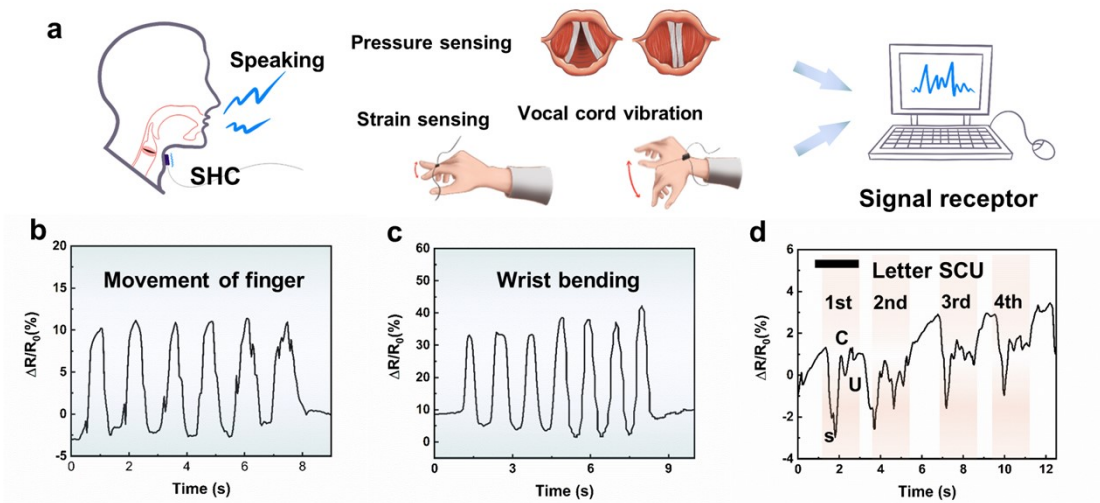 a
Speaking
SHC
Pressure sensing
Strain sensing
Vocal cord vibration
Signal receptor
b
Movement of finger
ΔR/R₀(%)
20
15
10
5
0
-5
0 2 4 6 8
Time (s)
c
Wrist bending
ΔR/R₀(%)
60
50
40
30
20
10
0
0 5 10
Time (s)
d
Letter SCU
1st 2nd 3rd 4th
C
U
s
ΔR/R₀(%)
6
4
2
0
-2
-4
0 2 4 6 8 10 12
Time (s)